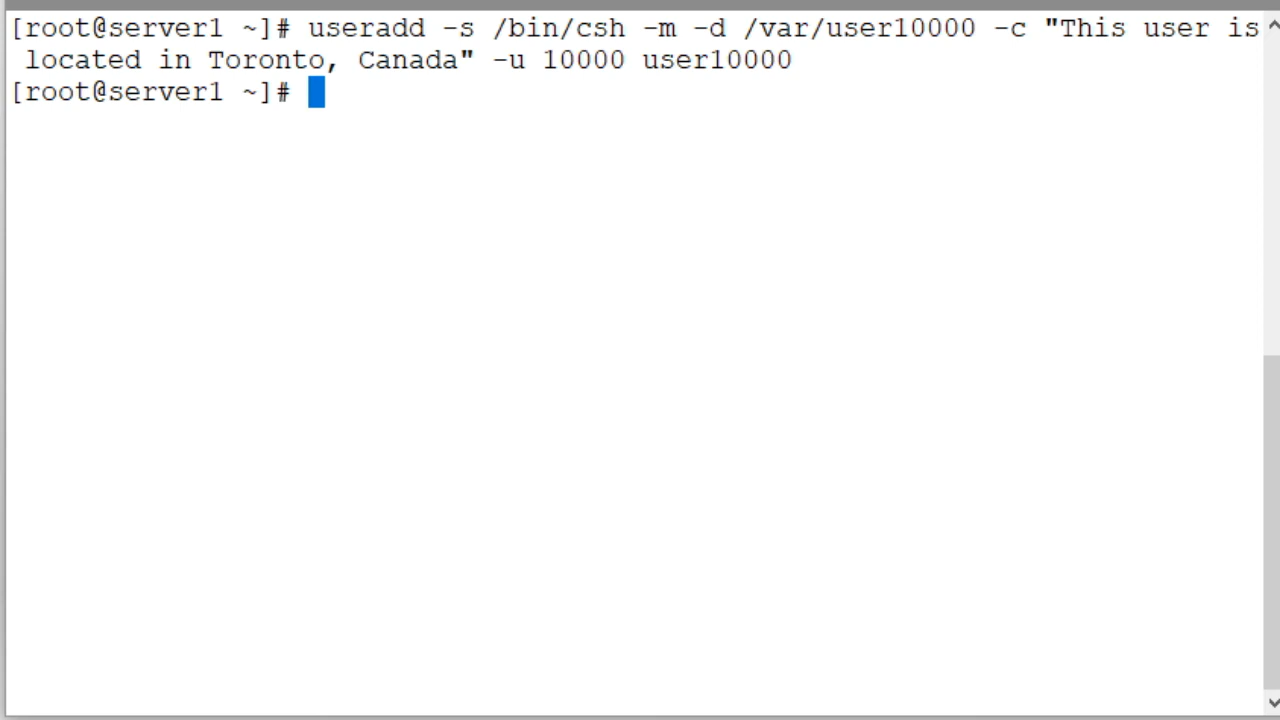 [root@server1 ~]# useradd -s /bin/csh -m -d /var/user10000 -c "This user is
located in Toronto, Canada" -u 10000 user10000
[root@server1 ~]#